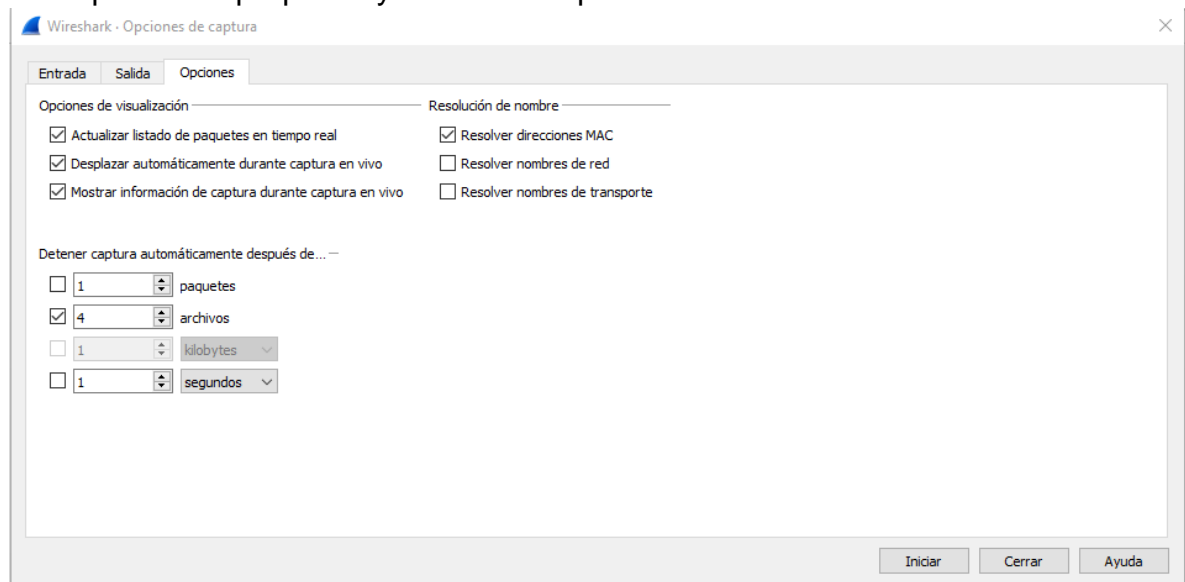 Wireshark · Opciones de captura
Entrada Salida Opciones
Opciones de visualización
Actualizar listado de paquetes en tiempo real
Desplazar automáticamente durante captura en vivo
Mostrar información de captura durante captura en vivo
Resolución de nombre
Resolver direcciones MAC
Resolver nombres de red
Resolver nombres de transporte
Detener captura automáticamente después de...
1 paquetes
4 archivos
1 kilobytes
1 segundos
Iniciar Cerrar Ayuda